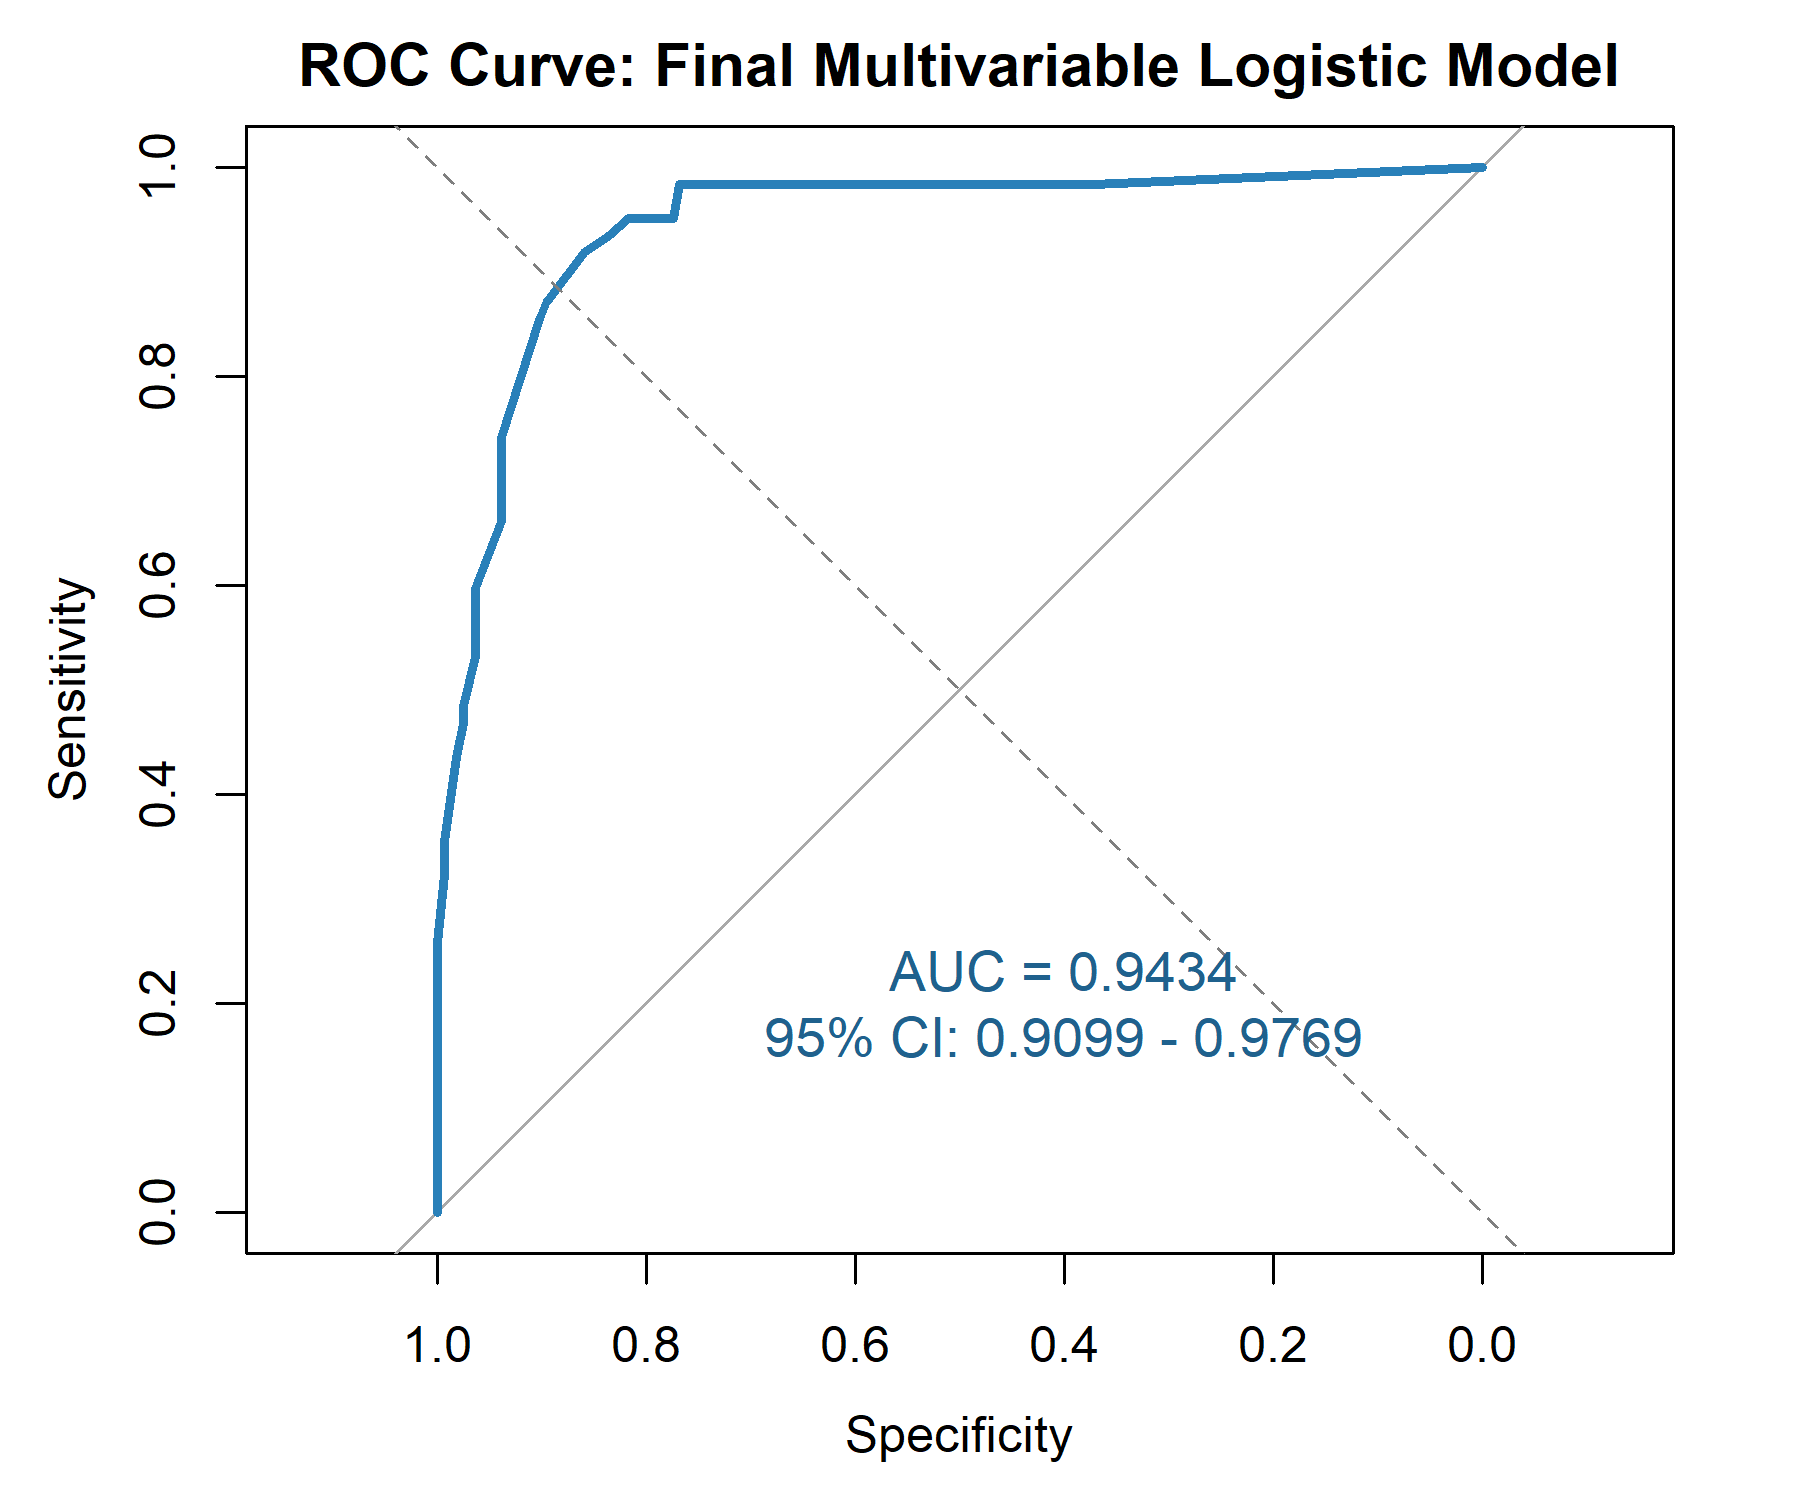 ROC Curve: Final Multivariable Logistic Model
1.0
0.8
0.6
0.4
0.2
0.0
Sensitivity
AUC = 0.9434
95% CI: 0.9099 - 0.9769
1.0 0.8 0.6 0.4 0.2 0.0
Specificity